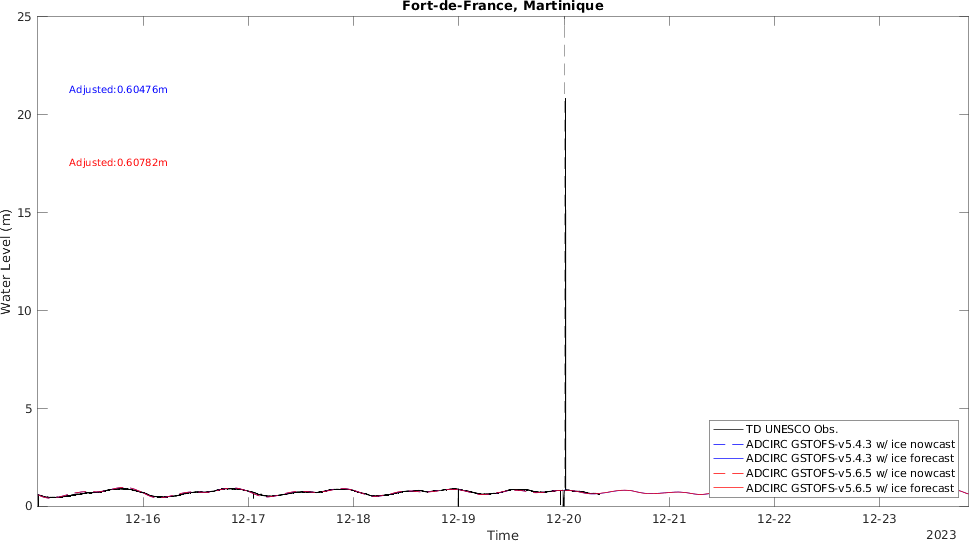 Fort-de-France, Martinique
25
20
15
10
5
0
Water Level (m)
Adjusted:0.60476m
Adjusted:0.60782m
TD UNESCO Obs.
ADCIRC GSTOFS-v5.4.3 w/ ice nowcast
ADCIRC GSTOFS-v5.4.3 w/ ice forecast
ADCIRC GSTOFS-v5.6.5 w/ ice nowcast
ADCIRC GSTOFS-v5.6.5 w/ ice forecast
12-16 12-17 12-18 12-19 12-20 12-21 12-22 12-23
Time
2023